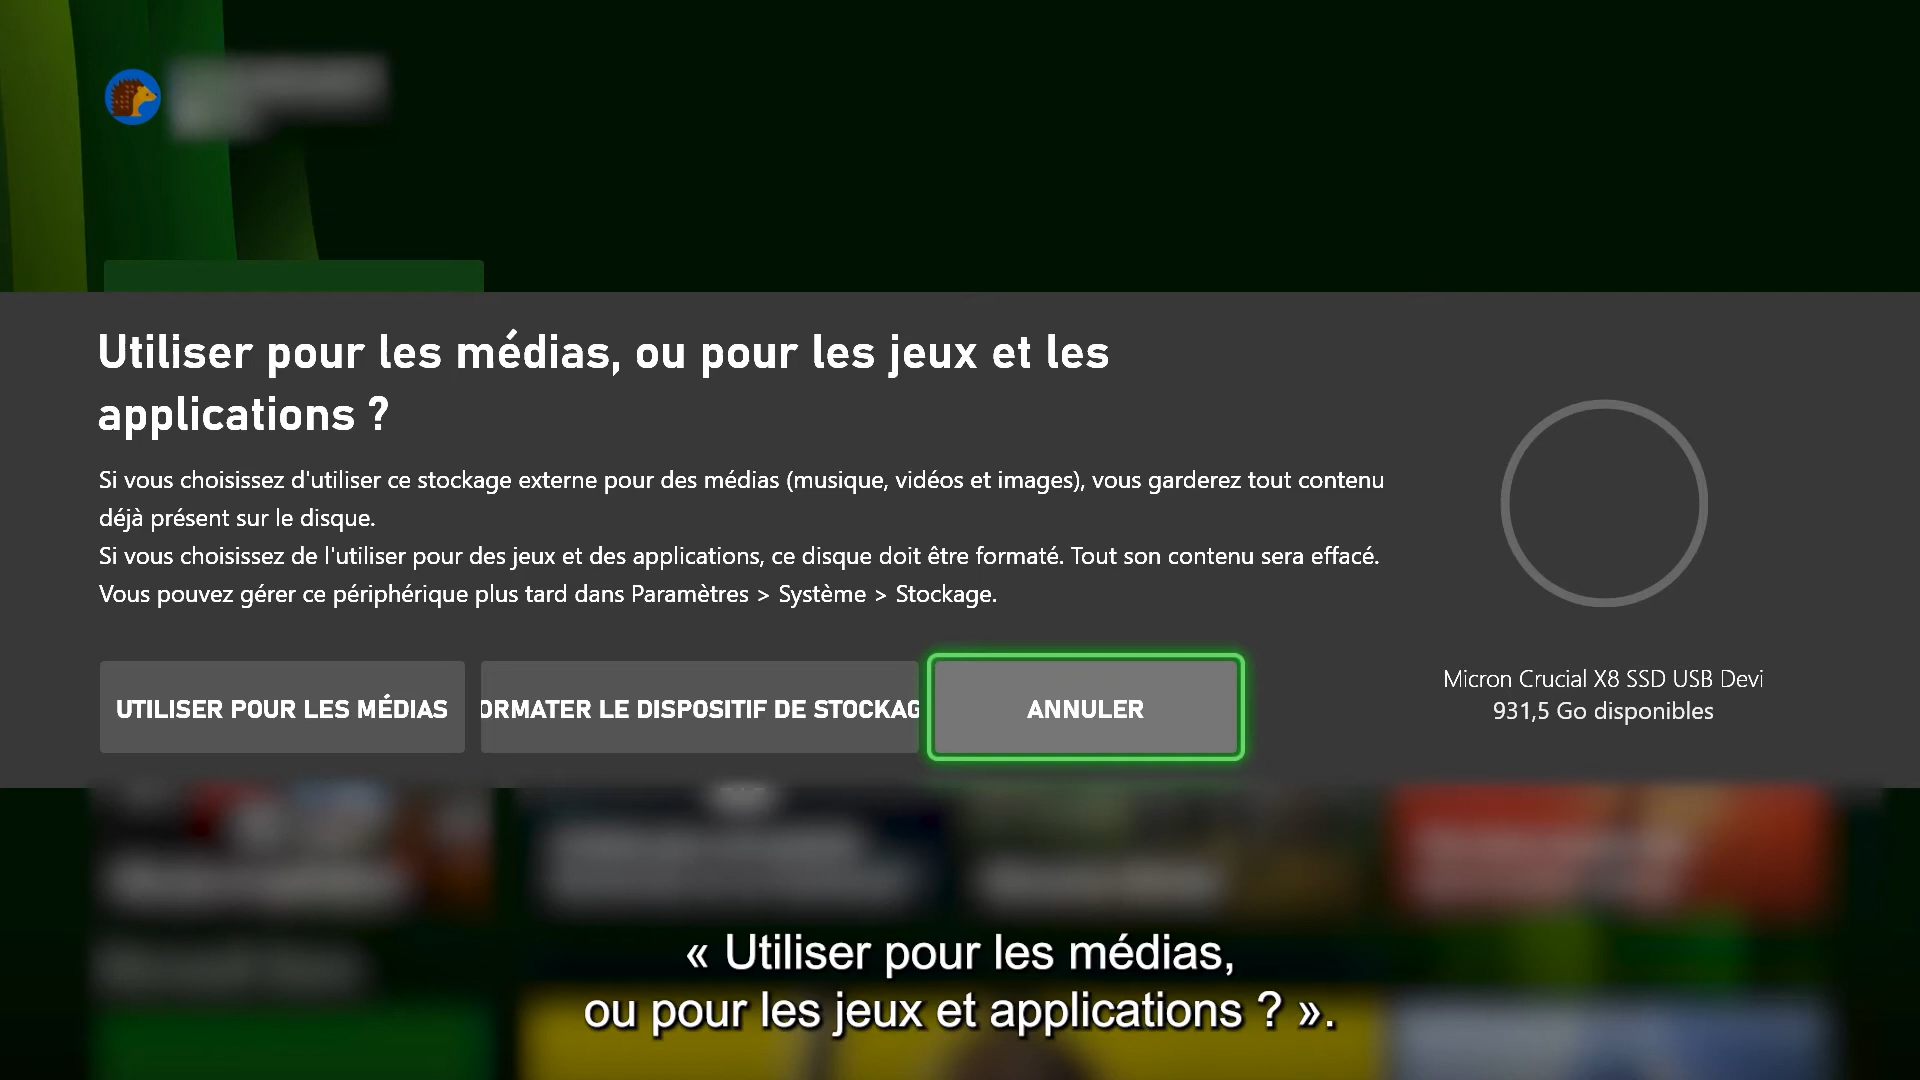 Utiliser pour les médias, ou pour les jeux et les
applications ?
Si vous choisissez d'utiliser ce stockage externe pour des médias (musique, vidéos et images), vous garderez tout contenu
déjà présent sur le disque.
Si vous choisissez de l'utiliser pour des jeux et des applications, ce disque doit être formaté. Tout son contenu sera effacé.
Vous pouvez gérer ce périphérique plus tard dans Paramètres > Système > Stockage.
UTILISER POUR LES MÉDIAS
ORMATER LE DISPOSITIF DE STOCKAG
ANNULER
Micron Crucial X8 SSD USB Devi
931,5 Go disponibles
« Utiliser pour les médias,
ou pour les jeux et applications ? ».